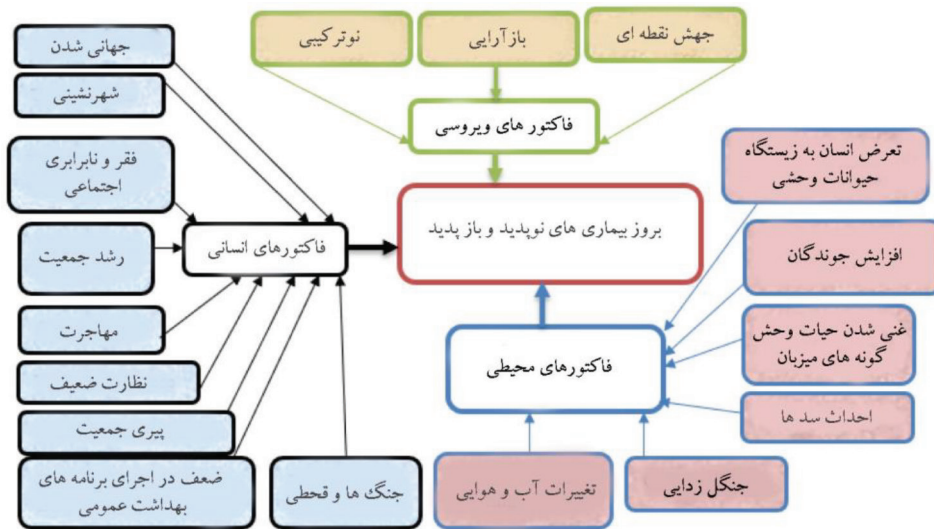 جهش نقطه ای
بازآرایی
نوترکیبی
فاکتور های ویروسی
جهانی شدن
شهرنشینی
فقر و نابرابری
اجتماعی
رشد جمعیت
مهاجرت
نظارت ضعیف
پیری جمعیت
ضعف در اجرای برنامه های
بهداشت عمومی
جنگ ها و قحطی
فاکتورهای انسانی
بروز بیماری های نوپدید و باز پدید
تعرض انسان به زیستگاه
حیوانات وحشی
افزایش جوندگان
غنی شدن حیات وحش
گونه های میزبان
احداث سد ها
جنگل زدایی
تغییرات آب و هوایی
فاکتورهای محیطی